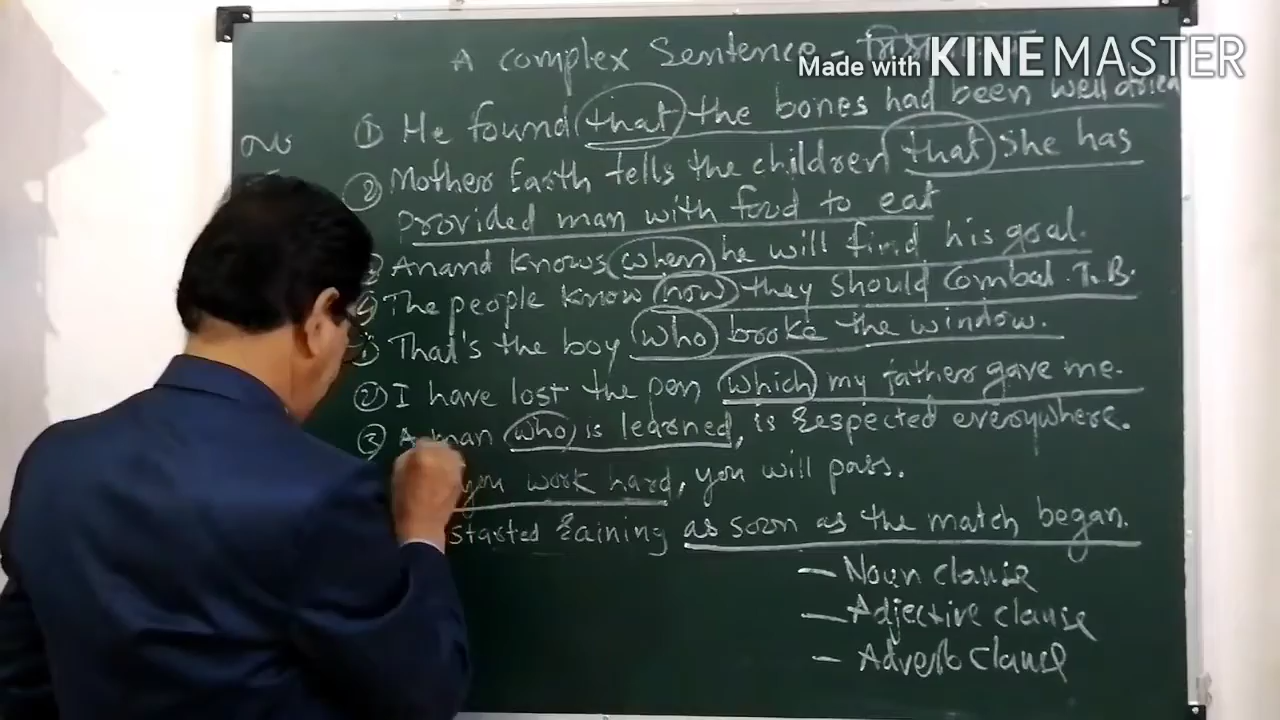 A complex Sentence -
Made with KINEMASTER
① He found that the bones had been well dried
② Mother Earth tells the children that She has
provided man with food to eat
Anand knows when he will find his goal.
④ The people know how they should Combat T.B.
① That's the boy who broke the window.
② I have lost the pen which my father gave me.
③ A man who is learned, is respected everywhere.
you work hard, you will pass.
started raining as soon as the match began.
- Noun clause
- Adjective clause
- Adverb Clause